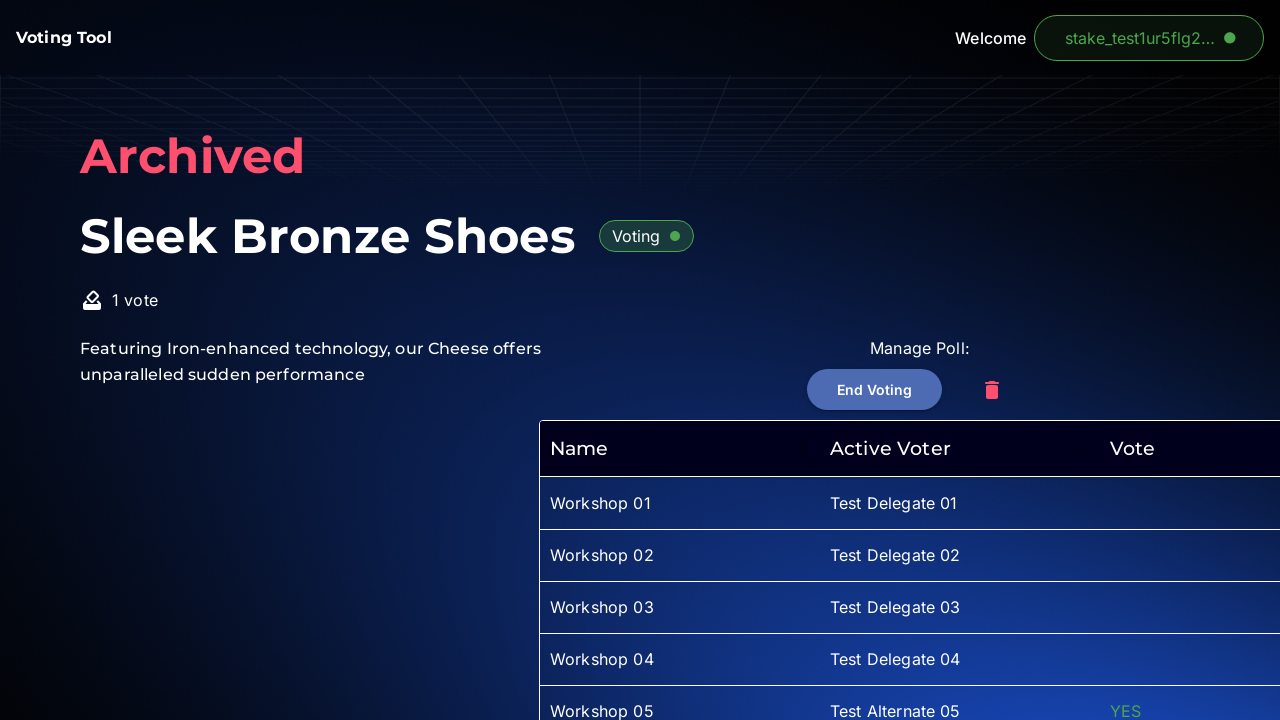 Voting Tool
Welcome
stake_test1ur5flg2...
Archived
Sleek Bronze Shoes
Voting
1 vote
Featuring Iron-enhanced technology, our Cheese offers
unparalleled sudden performance
Manage Poll:
End Voting
Name Active Voter Vote
Workshop 01 Test Delegate 01
Workshop 02 Test Delegate 02
Workshop 03 Test Delegate 03
Workshop 04 Test Delegate 04
Workshop 05 Test Alternate 05 YES